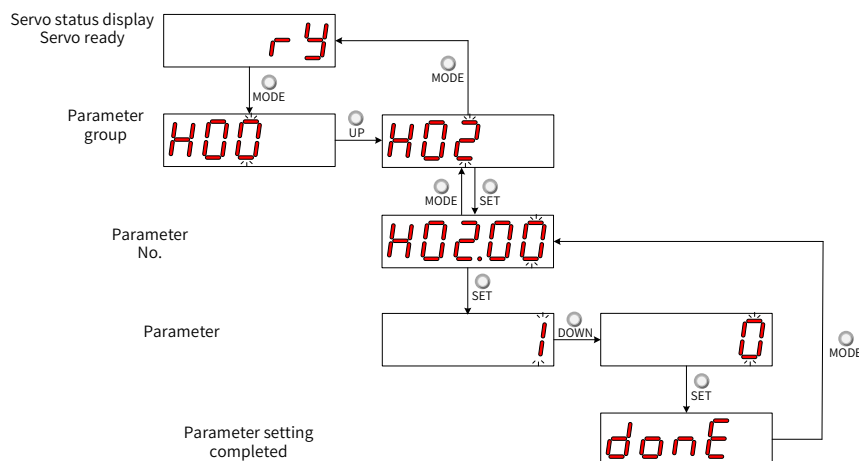 Servo status display
Servo ready
rY
MODE
MODE
Parameter
group
H00
UP
H02
MODE
SET
Parameter
No.
H02.00
SET
Parameter
1
DOWN
0
MODE
SET
Parameter setting
completed
donE